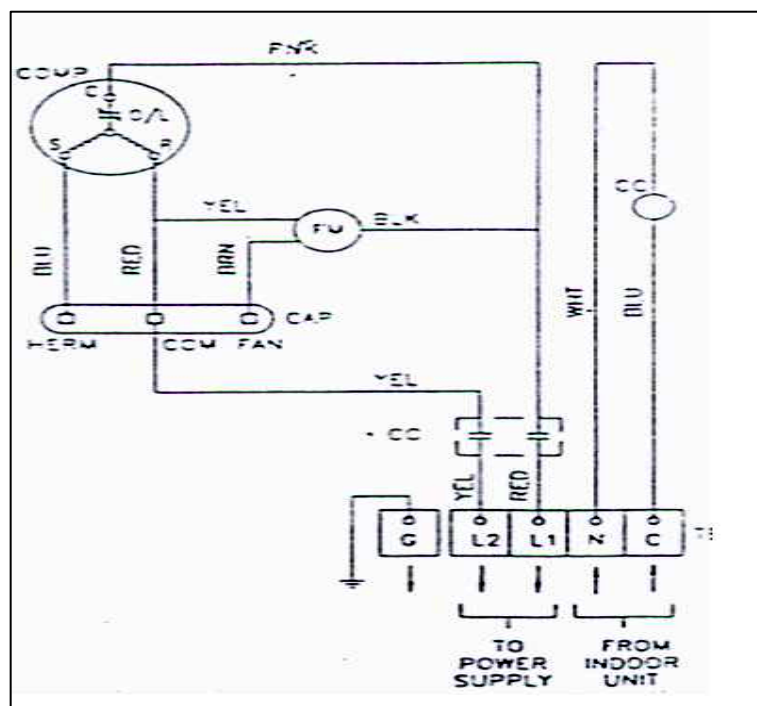 PNK
COMP
C
O/L
S
R
YEL
FM
BLK
CC
BLU
RED
BRN
WHT
BLU
CAP
HERM
COM
FAN
YEL
CC
YEL
RED
G
L2
L1
N
C
TO
POWER
SUPPLY
FROM
INDOOR
UNIT